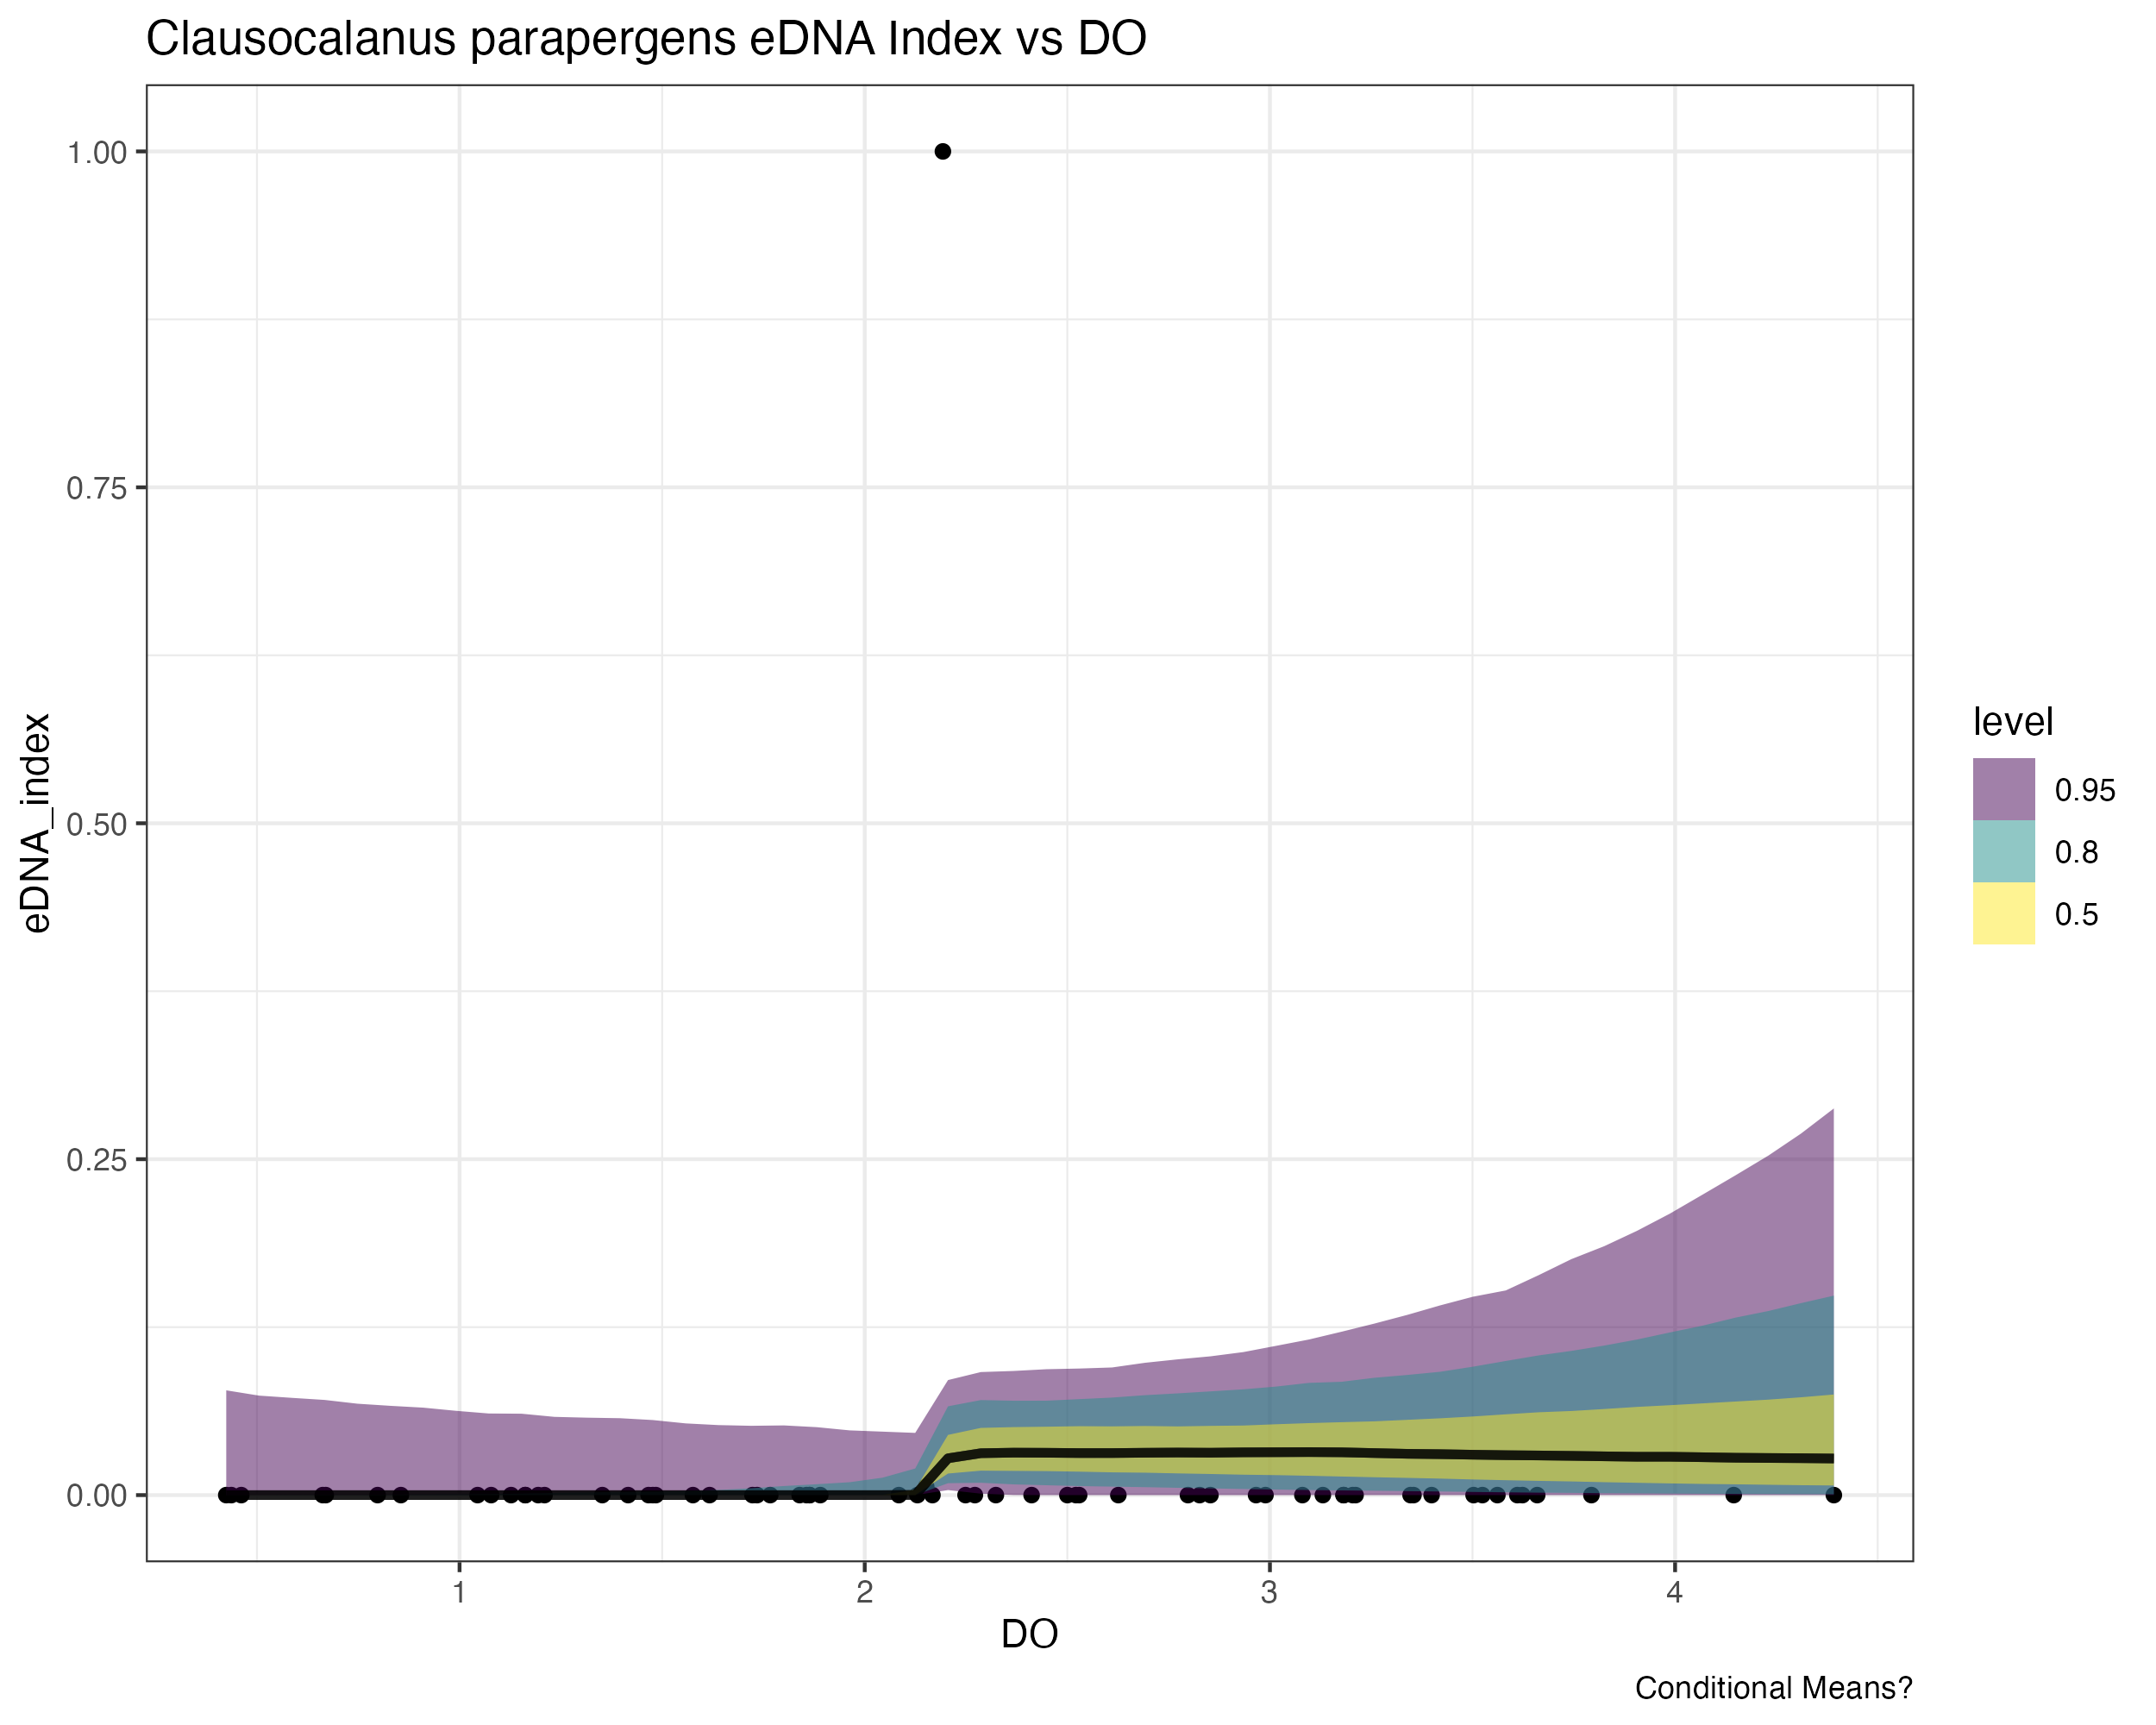 Clausocalanus parapergens eDNA Index vs DO
1.00
0.75
0.50
0.25
0.00
eDNA_index
1
2
3
4
DO
level
0.95
0.8
0.5
Conditional Means?